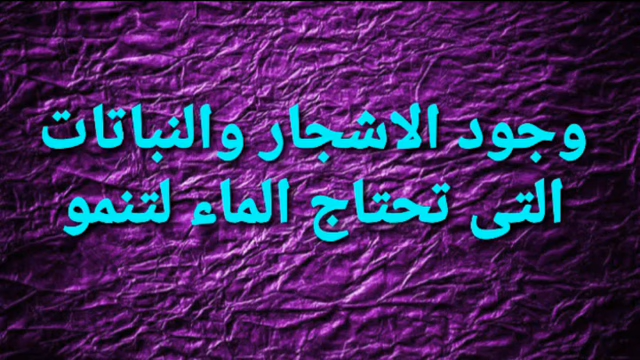 وجود الاشجار والنباتات
التى تحتاج الماء لتنمو